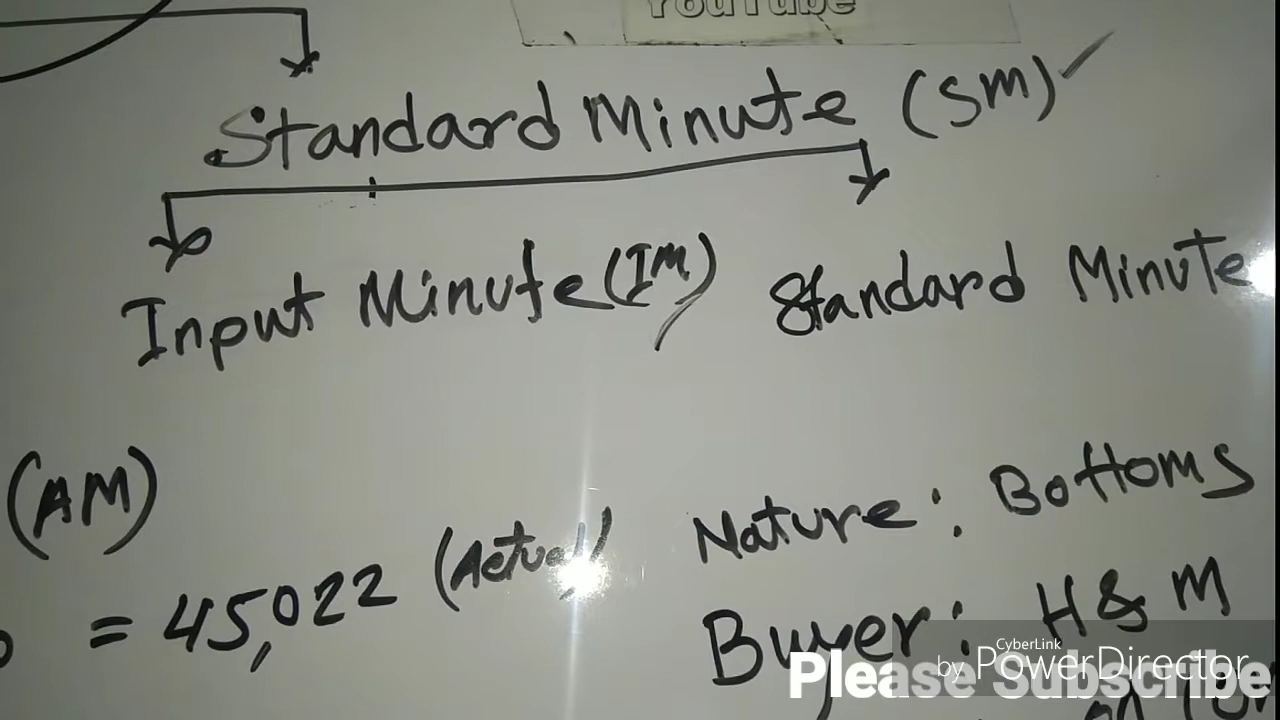 YouTube
Standard Minute (SM)
Input Minute (IM) Standard Minute
(AM)
= 45,022 (Actual)
Nature: Bottoms
Buyer: H & M
CyberLink
by PowerDirector
Please Subscribe